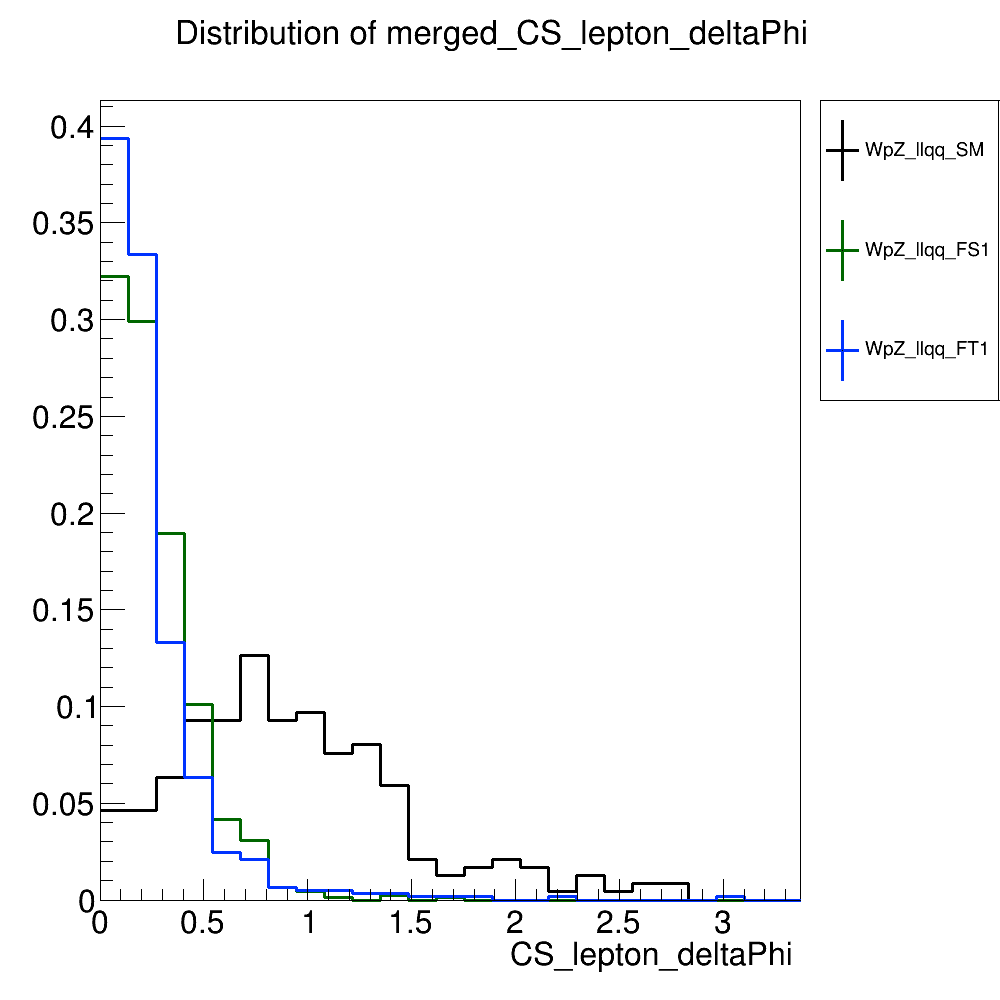 Distribution of merged_CS_lepton_deltaPhi
0.4
0.35
0.3
0.25
0.2
0.15
0.1
0.05
0
0 0.5 1 1.5 2 2.5 3
CS_lepton_deltaPhi
WpZ_llqq_SM
WpZ_llqq_FS1
WpZ_llqq_FT1